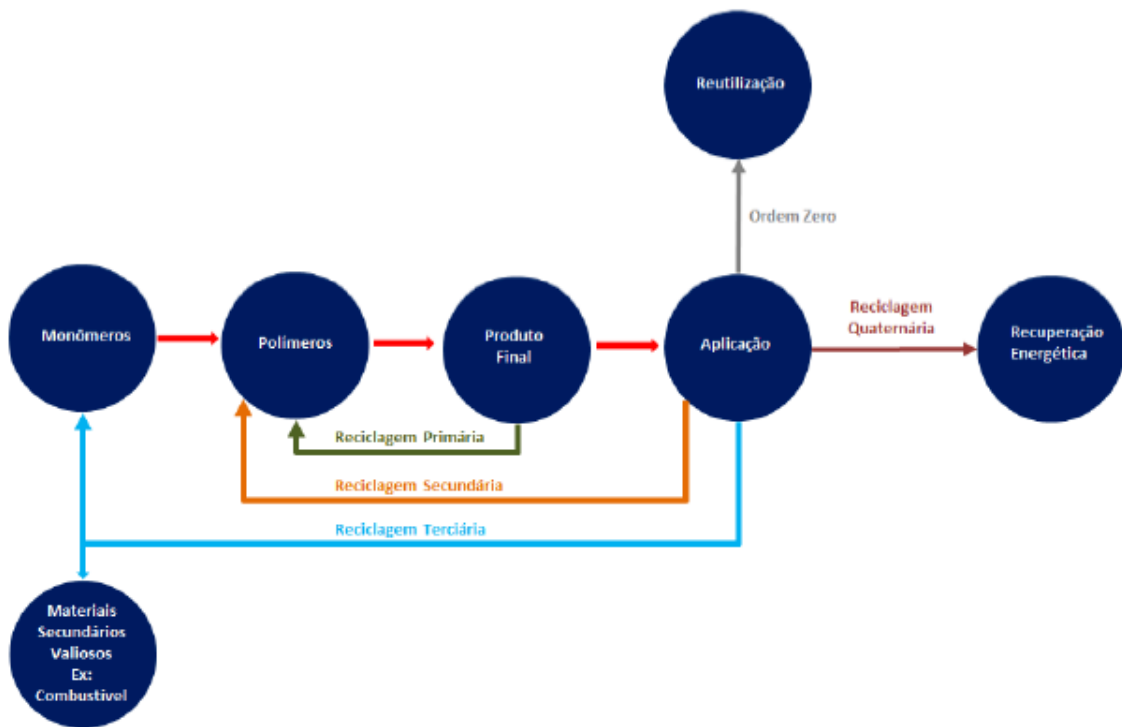 Reutilização
Ordem Zero
Monômeros
Polímeros
Produto
Final
Aplicação
Reciclagem
Quaternária
Recuperação
Energética
Reciclagem Primária
Reciclagem Secundária
Reciclagem Terciária
Materiais
Secundários
Valiosos
Ex:
Combustível